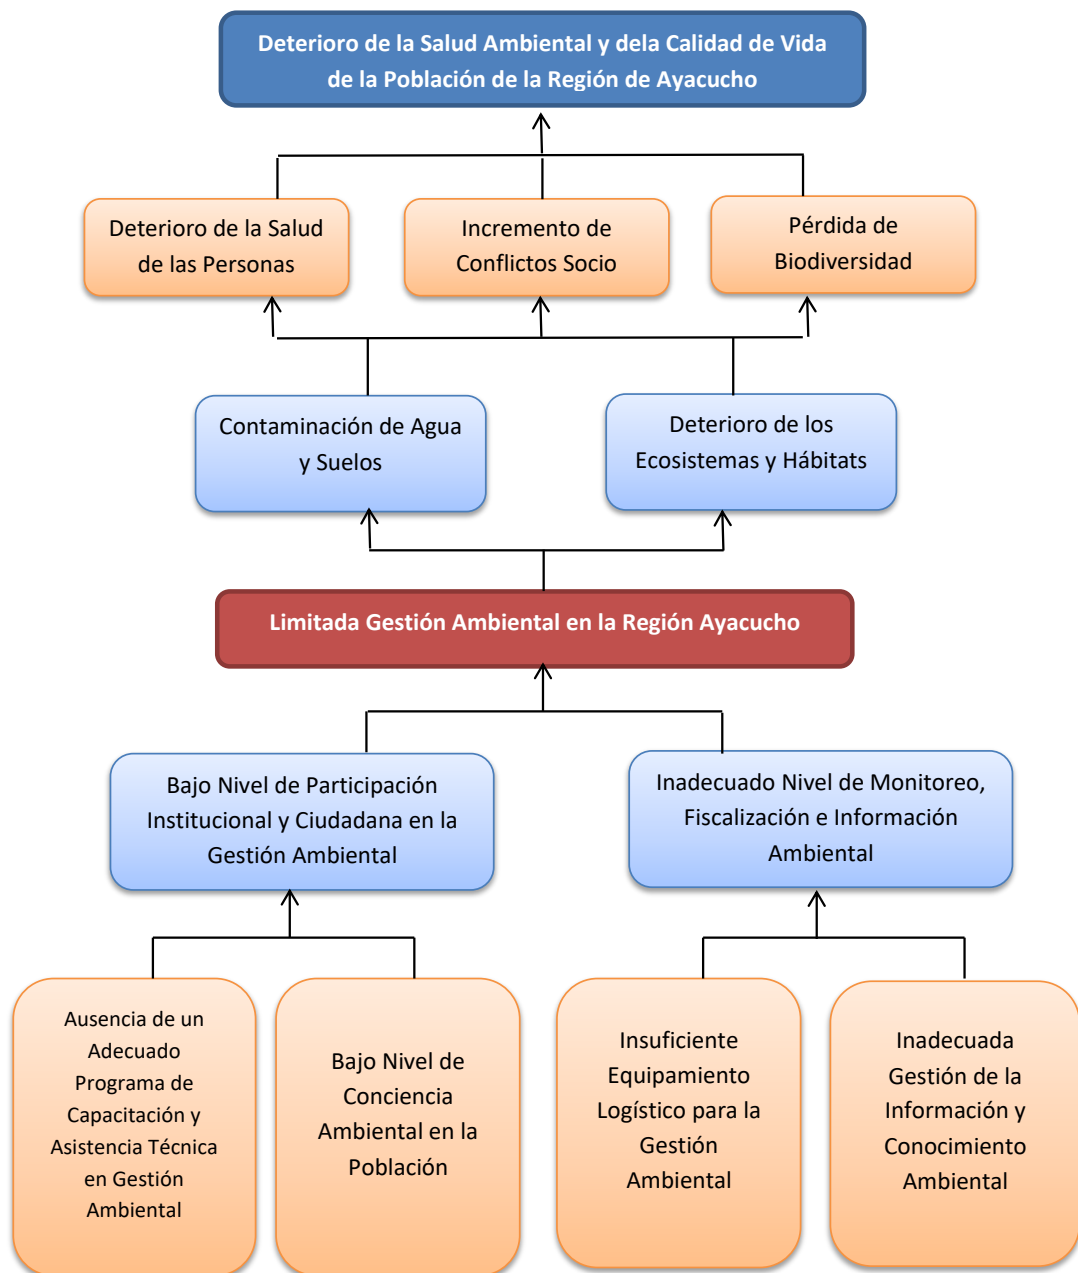 Deterioro de la Salud Ambiental y dela Calidad de Vida
de la Población de la Región de Ayacucho
Deterioro de la Salud
de las Personas
Incremento de
Conflictos Socio
Pérdida de
Biodiversidad
Contaminación de Agua
y Suelos
Deterioro de los
Ecosistemas y Hábitats
Limitada Gestión Ambiental en la Región Ayacucho
Bajo Nivel de Participación
Institucional y Ciudadana en la
Gestión Ambiental
Inadecuado Nivel de Monitoreo,
Fiscalización e Información
Ambiental
Ausencia de un
Adecuado
Programa de
Capacitación y
Asistencia Técnica
en Gestión
Ambiental
Bajo Nivel de
Conciencia
Ambiental en la
Población
Insuficiente
Equipamiento
Logístico para la
Gestión
Ambiental
Inadecuada
Gestión de la
Información y
Conocimiento
Ambiental